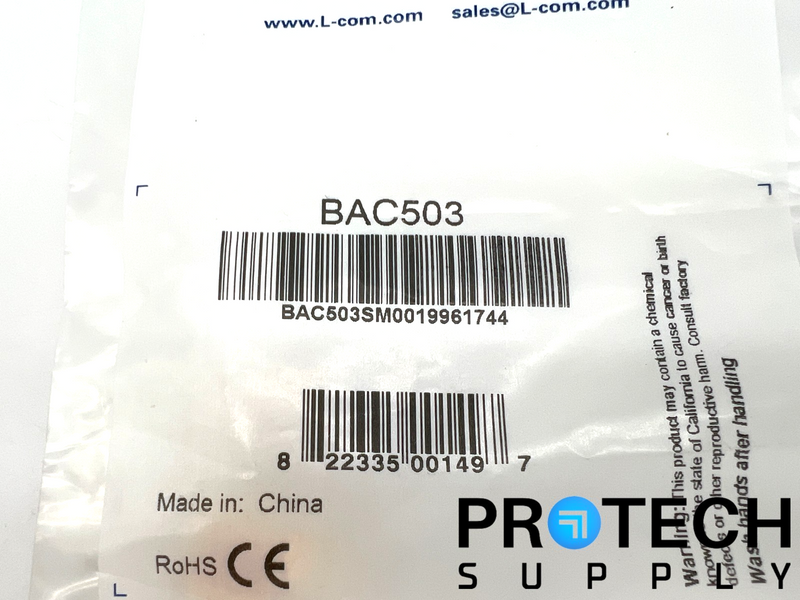 www.L-com.com sales@L-com.com
BAC503
BAC503SM0019961744
8 22335 00149 7
Made in: China
RoHS CE
Warning: This product may contain a chemical
known the state of California to cause cancer or birth
defects or other reproductive harm. Consult factory
Wash hands after handling
PROTECH
SUPPLY